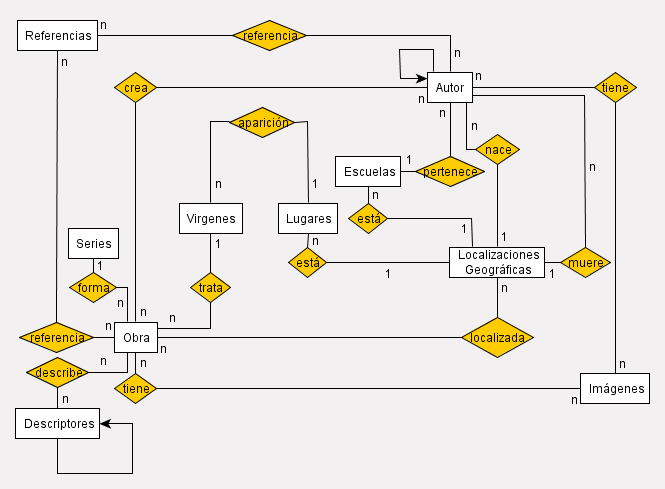 n
Referencias
referencia
n
n
n
crea
Autor
n
tiene
n
n
aparición
n
n
nace
Escuelas
1
pertenece
n
n
1
n
Virgenes
Lugares
está
1
n
1
Series
1
n
está
1
Localizaciones
Geográficas
1
muere
1
forma
n
trata
n
n
n
n
referencia
Obra
n
localizada
describe
n
n
n
tiene
n
Imágenes
n
n
Descriptores